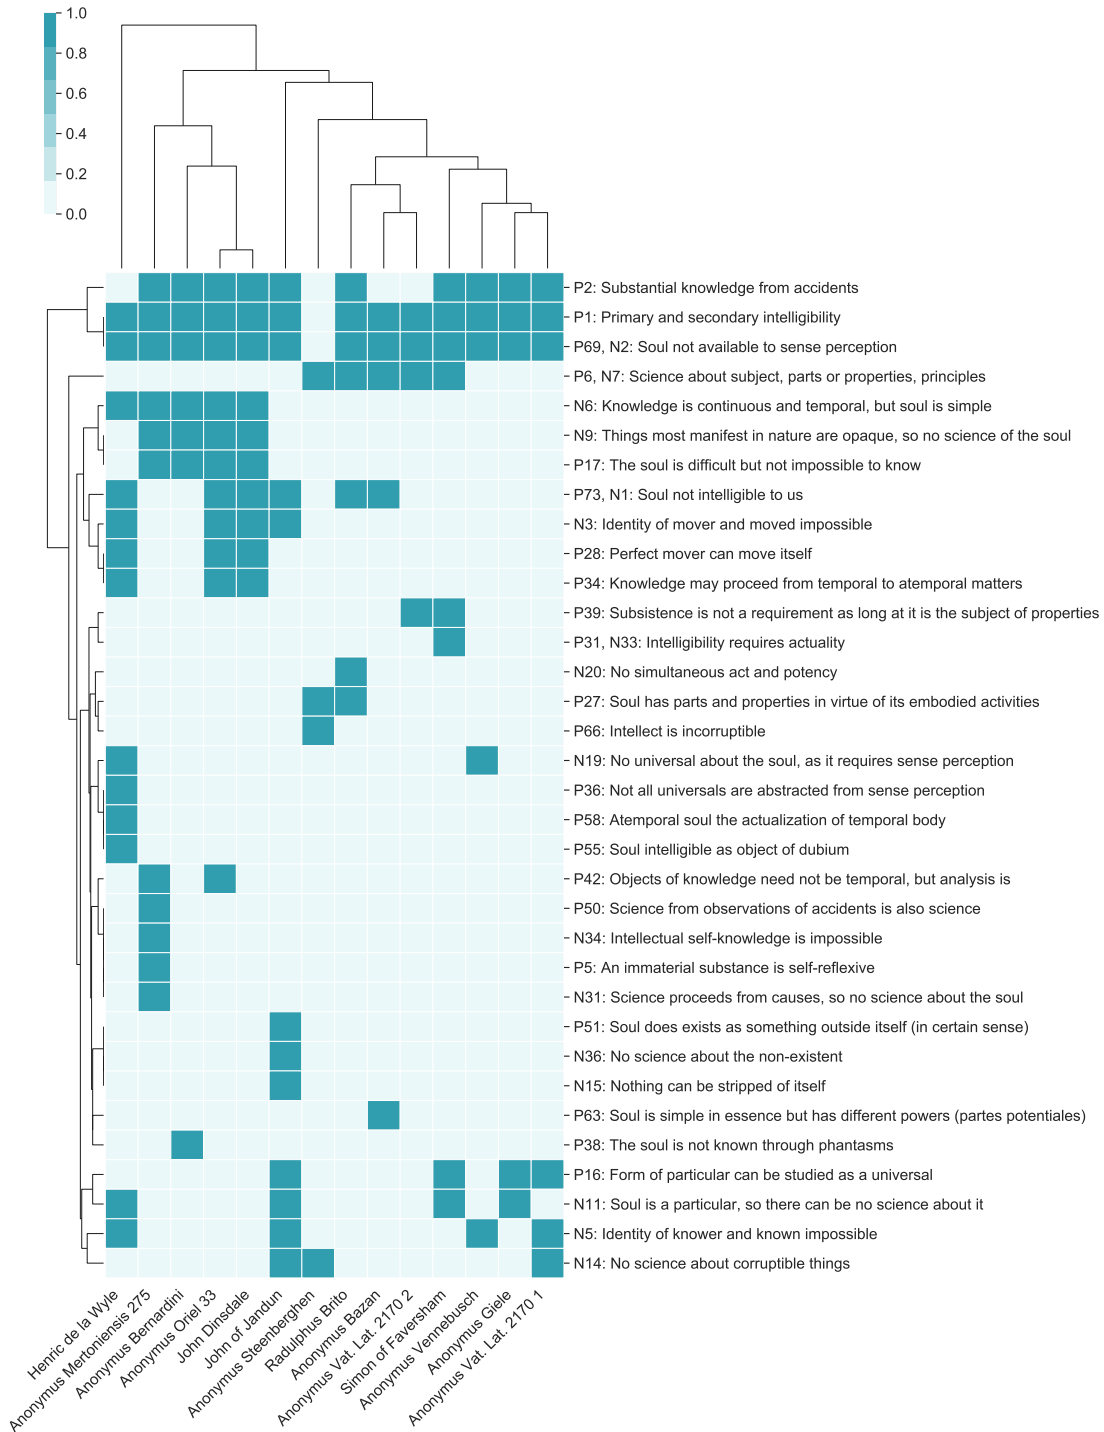 1.0
0.8
0.6
0.4
0.2
0.0
P2: Substantial knowledge from accidents
P1: Primary and secondary intelligibility
P69, N2: Soul not available to sense perception
P6, N7: Science about subject, parts or properties, principles
N6: Knowledge is continuous and temporal, but soul is simple
N9: Things most manifest in nature are opaque, so no science of the soul
P17: The soul is difficult but not impossible to know
P73, N1: Soul not intelligible to us
N3: Identity of mover and moved impossible
P28: Perfect mover can move itself
P34: Knowledge may proceed from temporal to atemporal matters
P39: Subsistence is not a requirement as long at it is the subject of properties
P31, N33: Intelligibility requires actuality
N20: No simultaneous act and potency
P27: Soul has parts and properties in virtue of its embodied activities
P66: Intellect is incorruptible
N19: No universal about the soul, as it requires sense perception
P36: Not all universals are abstracted from sense perception
P58: Atemporal soul the actualization of temporal body
P55: Soul intelligible as object of dubium
P42: Objects of knowledge need not be temporal, but analysis is
P50: Science from observations of accidents is also science
N34: Intellectual self-knowledge is impossible
P5: An immaterial substance is self-reflexive
N31: Science proceeds from causes, so no science about the soul
P51: Soul does exists as something outside itself (in certain sense)
N36: No science about the non-existent
N15: Nothing can be stripped of itself
P63: Soul is simple in essence but has different powers (partes potentiales)
P38: The soul is not known through phantasms
P16: Form of particular can be studied as a universal
N11: Soul is a particular, so there can be no science about it
N5: Identity of knower and known impossible
N14: No science about corruptible things
Henric de la Wyle
Anonymus Mertoniensis 275
Anonymus Bernardini
Anonymus Oriel 33
John Dinsdale
John of Jandun
Anonymus Steenberghen
Radulphus Brito
Anonymus Bazan
Anonymus Vat. Lat. 2170 2
Simon of Faversham
Anonymus Vennebusch
Anonymus Giele
Anonymus Vat. Lat. 2170 1